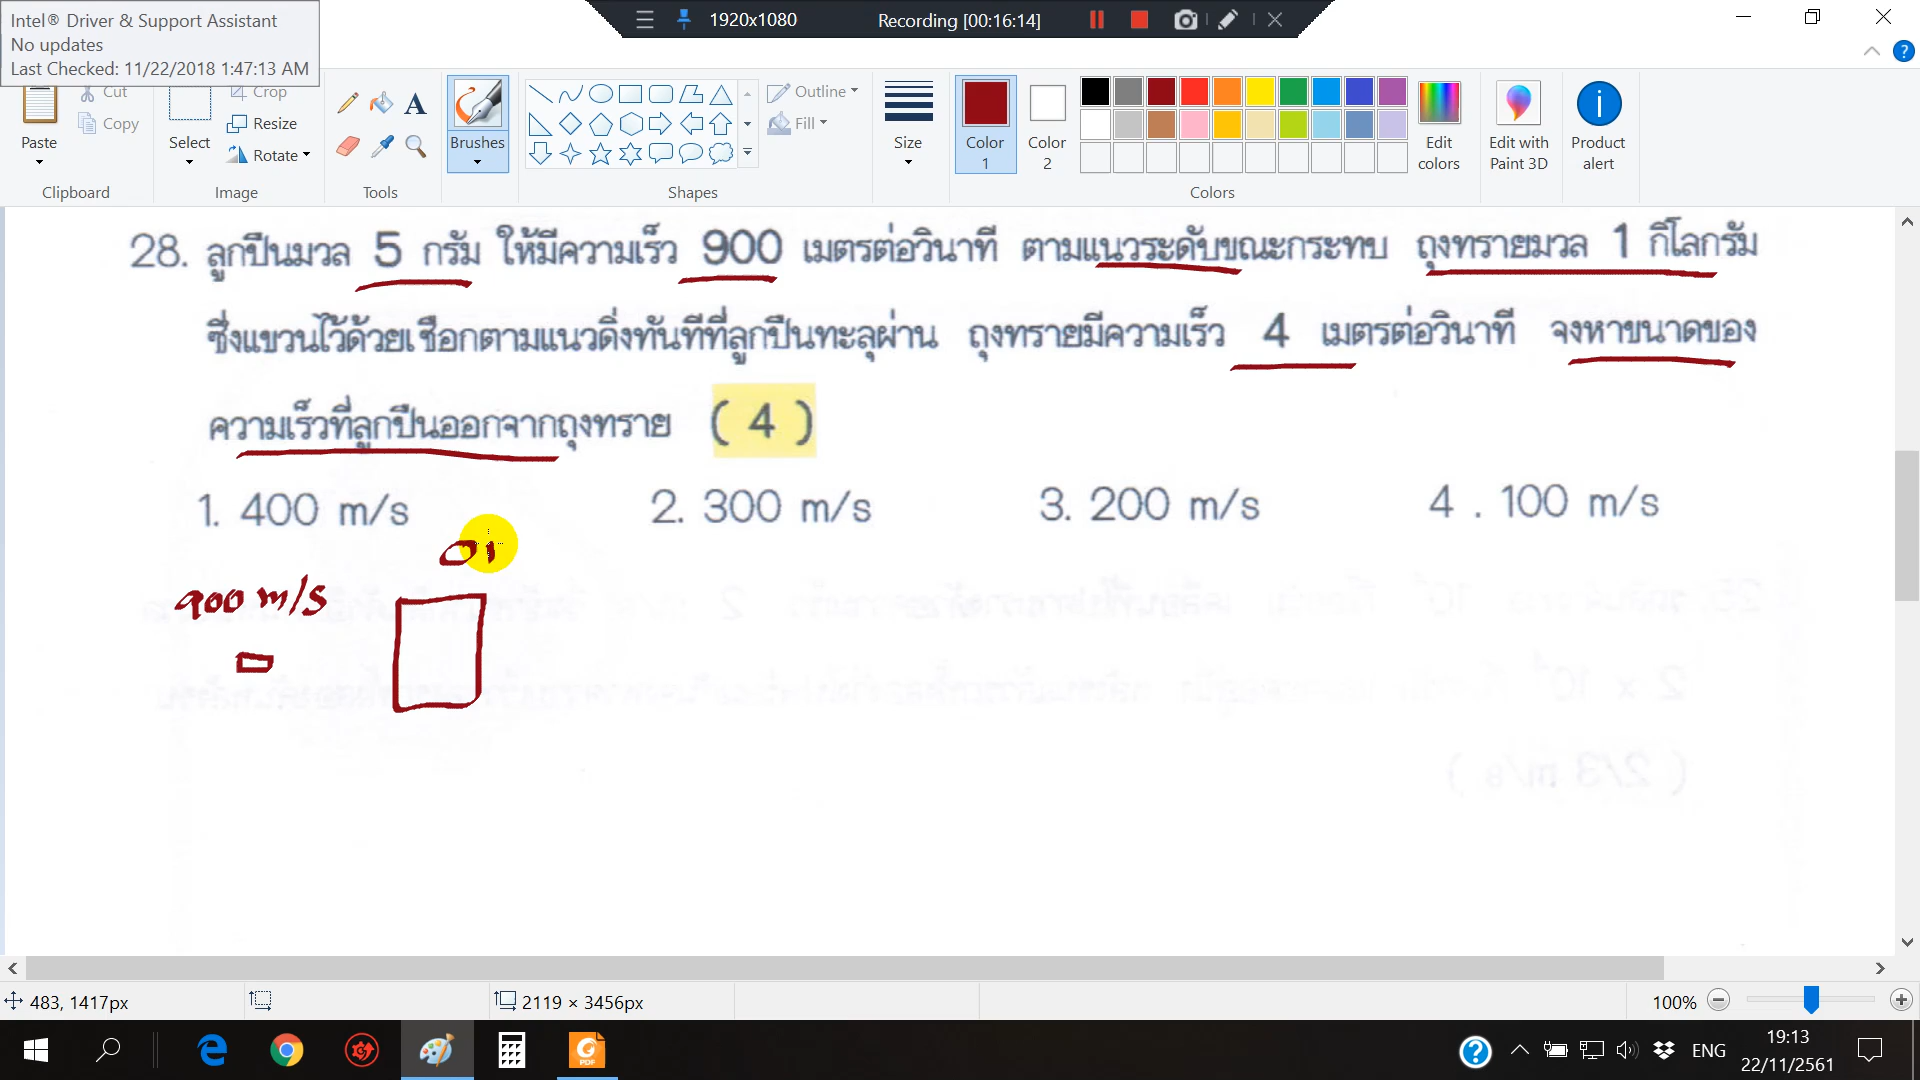 Intel® Driver & Support Assistant
No updates
Last Checked: 11/22/2018 1:47:13 AM
1920x1080 Recording [00:16:14]
Paste Cut Copy Clipboard
Select Crop Resize Rotate Image
Tools
Brushes
Shapes Outline Fill
Size
Color 1
Color 2
Colors
Edit colors
Edit with Paint 3D
Product alert
28. ลูกปืนมวล 5 กรัม ให้มีความเร็ว 900 เมตรต่อวินาที ตามแนวระดับขณะกระทบ ถุงทรายมวล 1 กิโลกรัม
ซึ่งแขวนไว้ด้วยเชือกตามแนวดิ่งทันทีที่ลูกปืนทะลุผ่าน ถุงทรายมีความเร็ว 4 เมตรต่อวินาที จงหาขนาดของ
ความเร็วที่ลูกปืนออกจากถุงทราย ( 4 )
1. 400 m/s 2. 300 m/s 3. 200 m/s 4 . 100 m/s
900 m/s
483, 1417px 2119 × 3456px 100%
ENG 19:13
22/11/2561